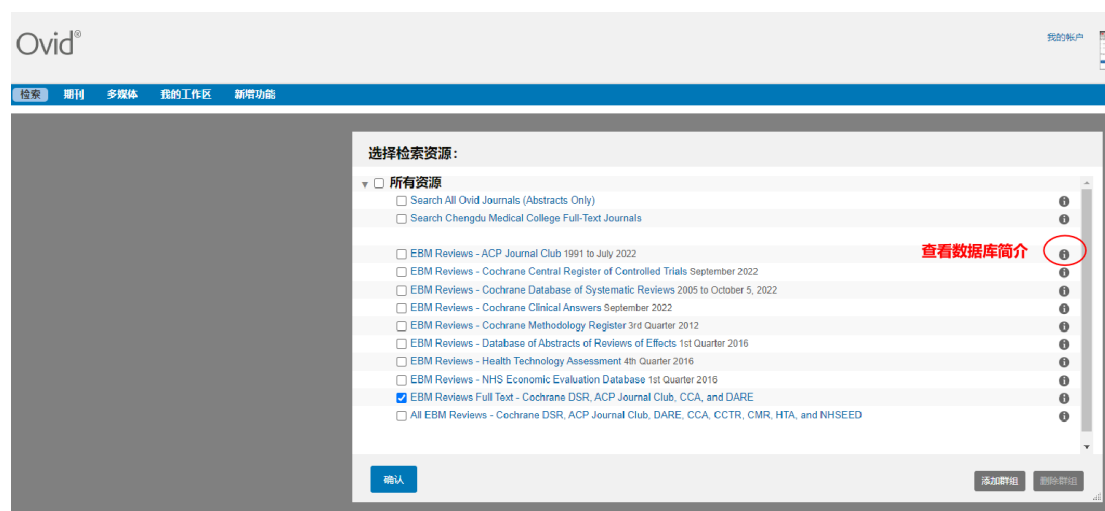 Ovid®
我的帐户
检索 期刊 多媒体 我的工作区 新增功能
选择检索资源:
所有资源
Search All Ovid Journals (Abstracts Only)
Search Chengdu Medical College Full-Text Journals
EBM Reviews - ACP Journal Club 1991 to July 2022
查看数据库简介
EBM Reviews - Cochrane Central Register of Controlled Trials September 2022
EBM Reviews - Cochrane Database of Systematic Reviews 2005 to October 5, 2022
EBM Reviews - Cochrane Clinical Answers September 2022
EBM Reviews - Cochrane Methodology Register 3rd Quarter 2012
EBM Reviews - Database of Abstracts of Reviews of Effects 1st Quarter 2016
EBM Reviews - Health Technology Assessment 4th Quarter 2016
EBM Reviews - NHS Economic Evaluation Database 1st Quarter 2016
EBM Reviews Full Text - Cochrane DSR, ACP Journal Club, CCA, and DARE
All EBM Reviews - Cochrane DSR, ACP Journal Club, DARE, CCA, CCTR, CMR, HTA, and NHSEED
确认
添加群组
删除群组